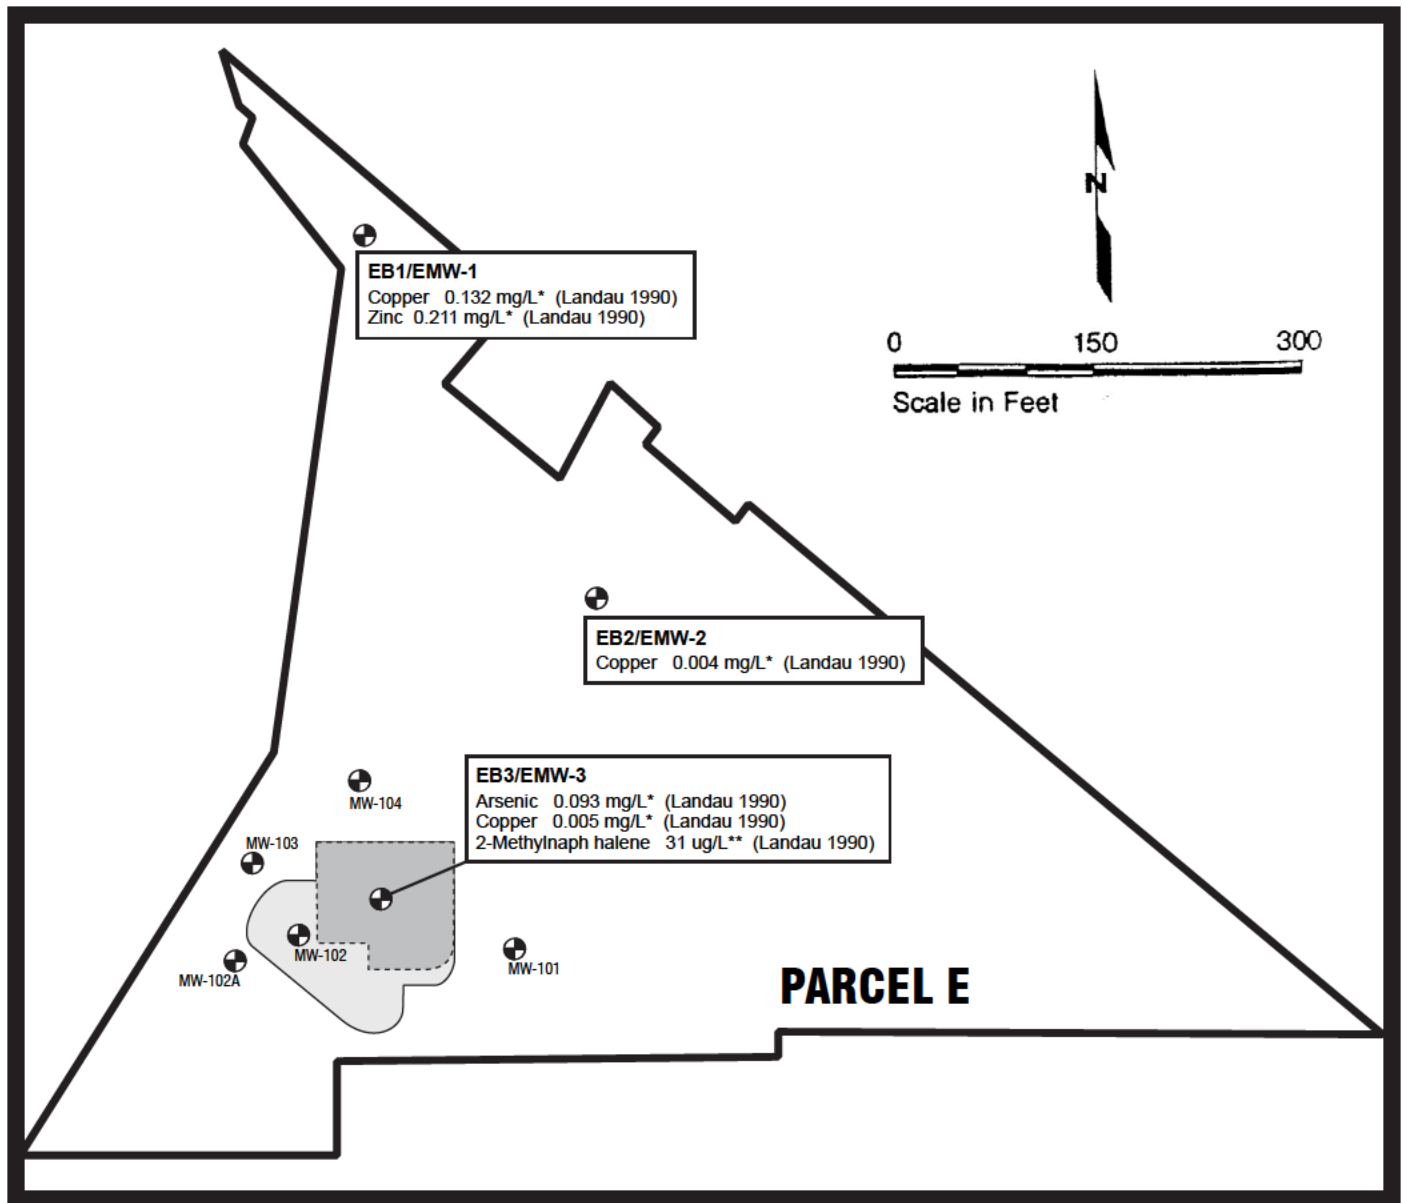 N
0 150 300
Scale in Feet
EB1/EMW-1
Copper 0.132 mg/L* (Landau 1990)
Zinc 0.211 mg/L* (Landau 1990)
EB2/EMW-2
Copper 0.004 mg/L* (Landau 1990)
EB3/EMW-3
Arsenic 0.093 mg/L* (Landau 1990)
Copper 0.005 mg/L* (Landau 1990)
2-Methylnaph halene 31 ug/L** (Landau 1990)
MW-104
MW-103
MW-102
MW-101
MW-102A
PARCEL E